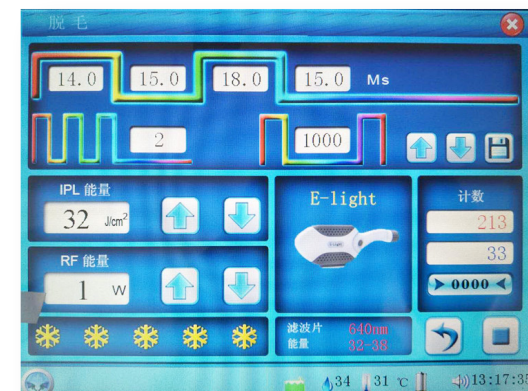 脱毛
14.0 15.0 18.0 15.0 Ms
2 1000
IPL 能量
32 J/cm²
RF 能量
1 W
E-light
计数
213
33
0000
滤波片 640nm
能量 32-38
34 31 ℃ 13:17:3